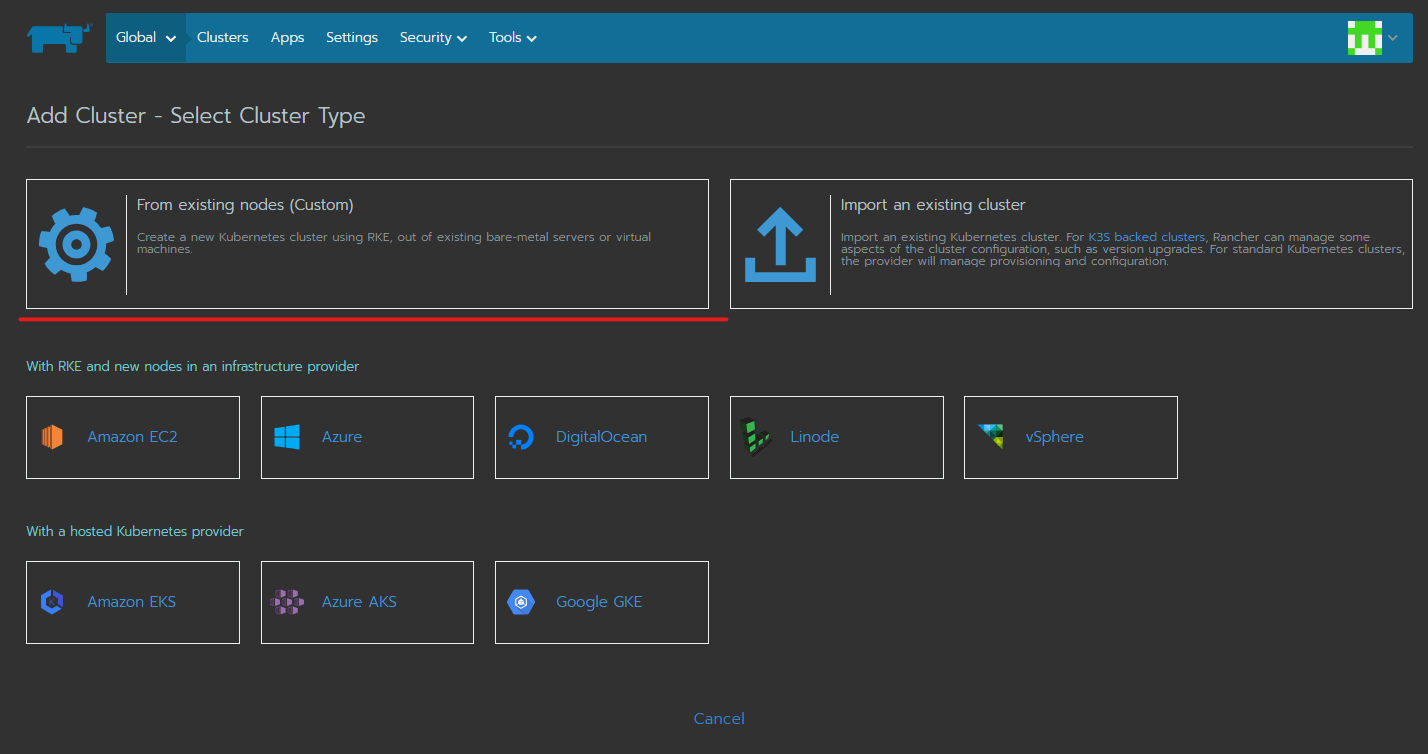 Global Clusters Apps Settings Security Tools
Add Cluster - Select Cluster Type
From existing nodes (Custom)
Create a new Kubernetes cluster using RKE, out of existing bare-metal servers or virtual
machines.
Import an existing cluster
Import an existing Kubernetes cluster. For K3S backed clusters, Rancher can manage some
aspects of the cluster configuration, such as version upgrades. For standard Kubernetes clusters,
the provider will manage provisioning and configuration.
With RKE and new nodes in an infrastructure provider
Amazon EC2
Azure
DigitalOcean
Linode
vSphere
With a hosted Kubernetes provider
Amazon EKS
Azure AKS
Google GKE
Cancel